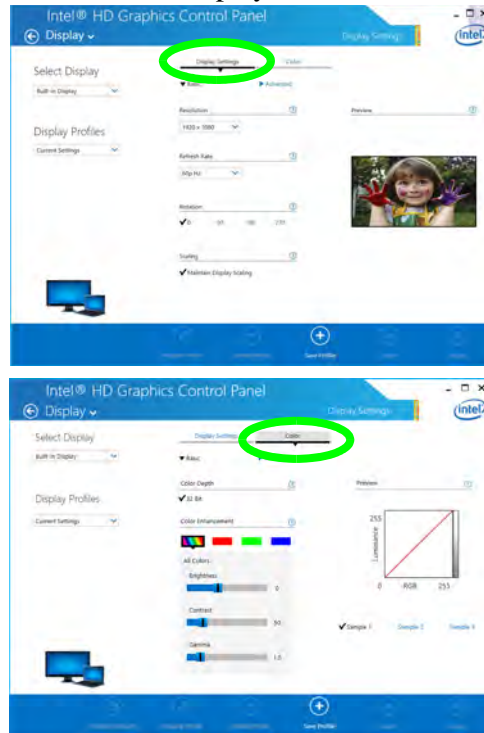 Intel® HD Graphics Control Panel
Display
Display Settings
intel
Select Display
Built-in Display
Display Profiles
Current Settings
Display Settings
Color
Basic
Advanced
Resolution
1920 x 1080
Refresh Rate
60p Hz
Rotation
0
90
180
270
Scaling
Maintain Display Scaling
Preview
Save Profile
Intel® HD Graphics Control Panel
Display
Display Settings
intel
Select Display
Built-in Display
Display Profiles
Current Settings
Display Settings
Color
Basic
Color Depth
32 Bit
Color Enhancement
All Colors
Brightness
0
Contrast
50
Gamma
1.0
Preview
255
Luminance
0
RGB
255
Sample 1
Sample 2
Save Profile